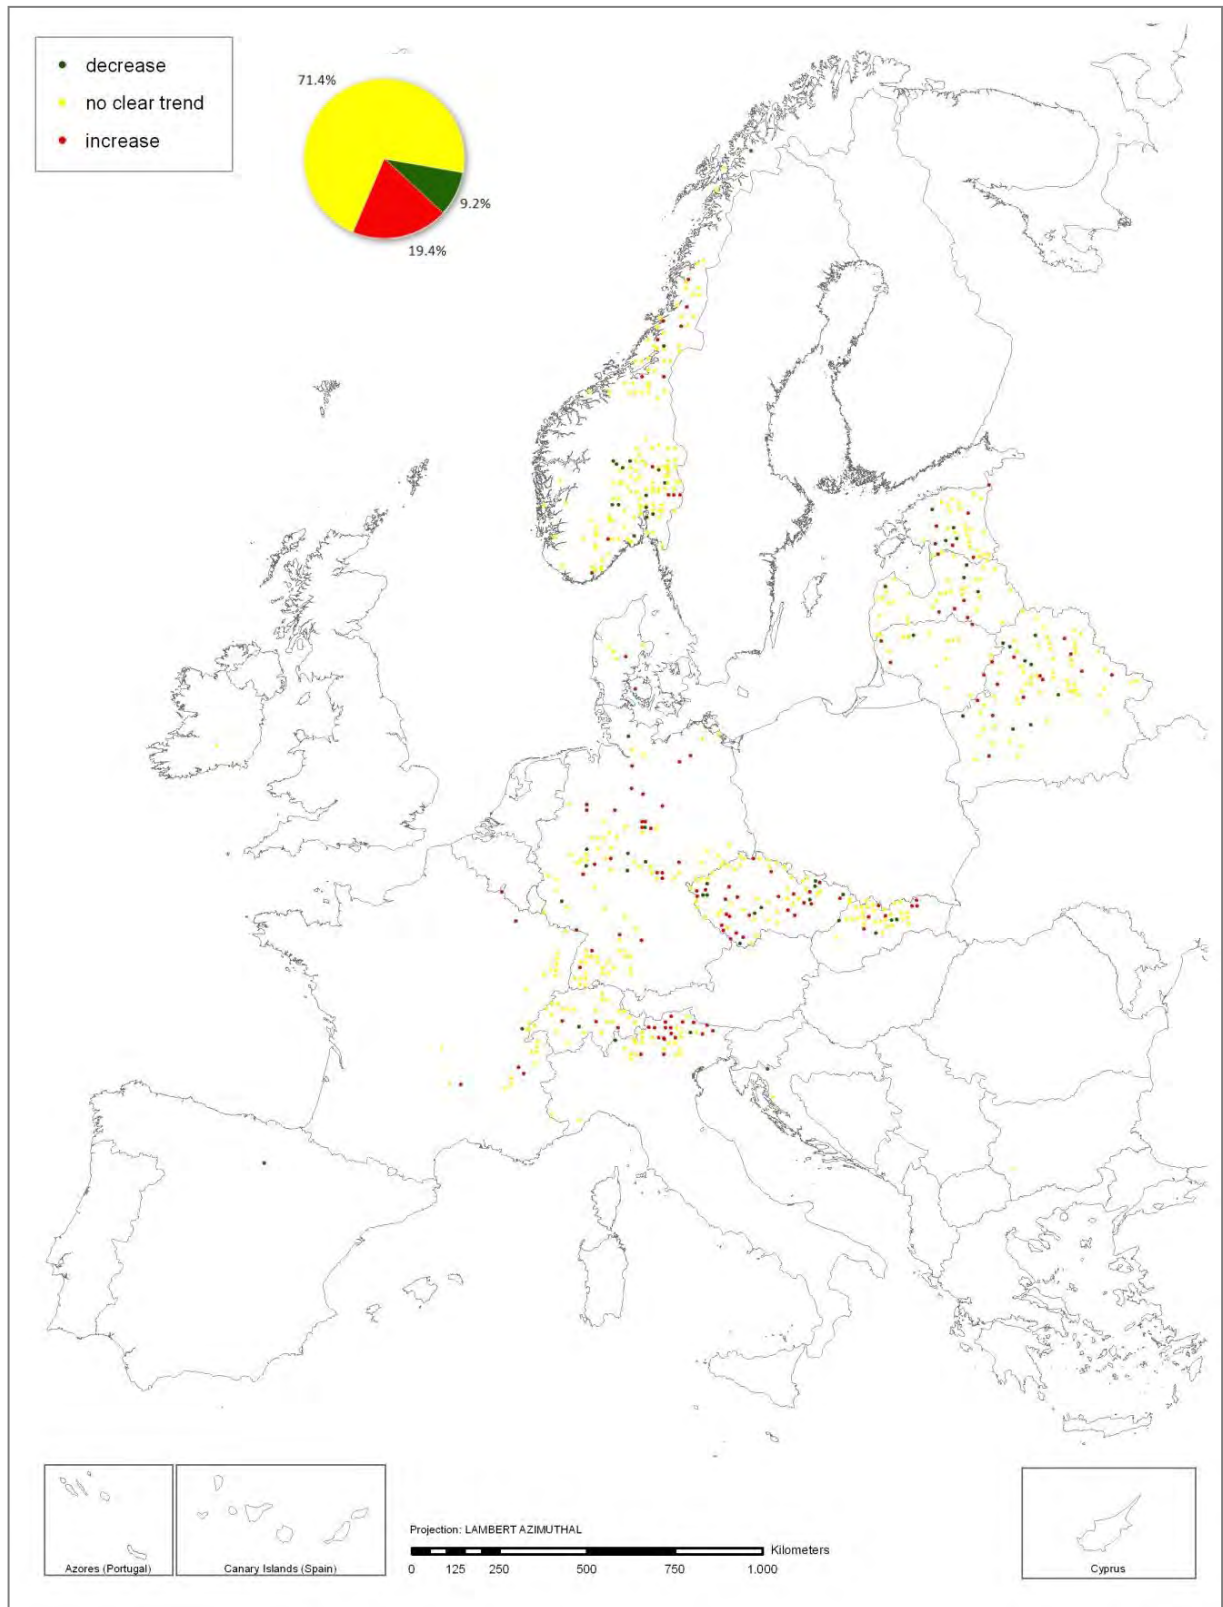 decrease
no clear trend
increase
71.4%
9.2%
19.4%
Azores (Portugal)
Canary Islands (Spain)
Projection: LAMBERT AZIMUTHAL
Kilometers
0 125 250 500 750 1.000
Cyprus